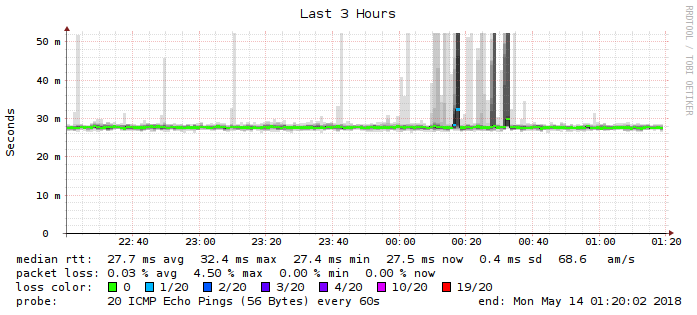 Last 3 Hours
RRDTOOL / TOBI OETIKER
Seconds
50 m
40 m
30 m
20 m
10 m
0
22:40 23:00 23:20 23:40 00:00 00:20 00:40 01:00 01:20
median rtt: 27.7 ms avg 32.4 ms max 27.4 ms min 27.5 ms now 0.4 ms sd 68.6 am/s
packet loss: 0.03 % avg 4.50 % max 0.00 % min 0.00 % now
loss color: 0 1/20 2/20 3/20 4/20 10/20 19/20
probe: 20 ICMP Echo Pings (56 Bytes) every 60s end: Mon May 14 01:20:02 2018